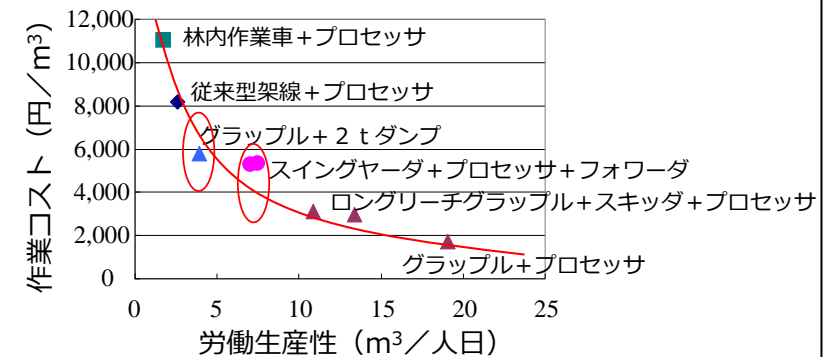 12,000
10,000
8,000
6,000
4,000
2,000
0
作業コスト（円／m³）
林内作業車＋プロセッサ
従来型架線＋プロセッサ
グラップル＋２ｔダンプ
スイングヤーダ＋プロセッサ＋フォワーダ
ロングリーチグラップル＋スキッダ＋プロセッサ
グラップル＋プロセッサ
0 5 10 15 20 25
労働生産性（m³／人日）